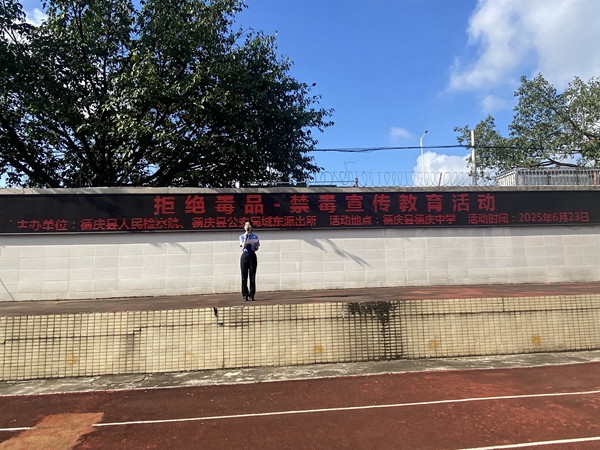 拒绝毒品-禁毒宣传教育活动
主办单位：德庆县人民检察院、德庆县公安局城东派出所 活动地点：德庆县德庆中学 活动时间：2025年6月23日